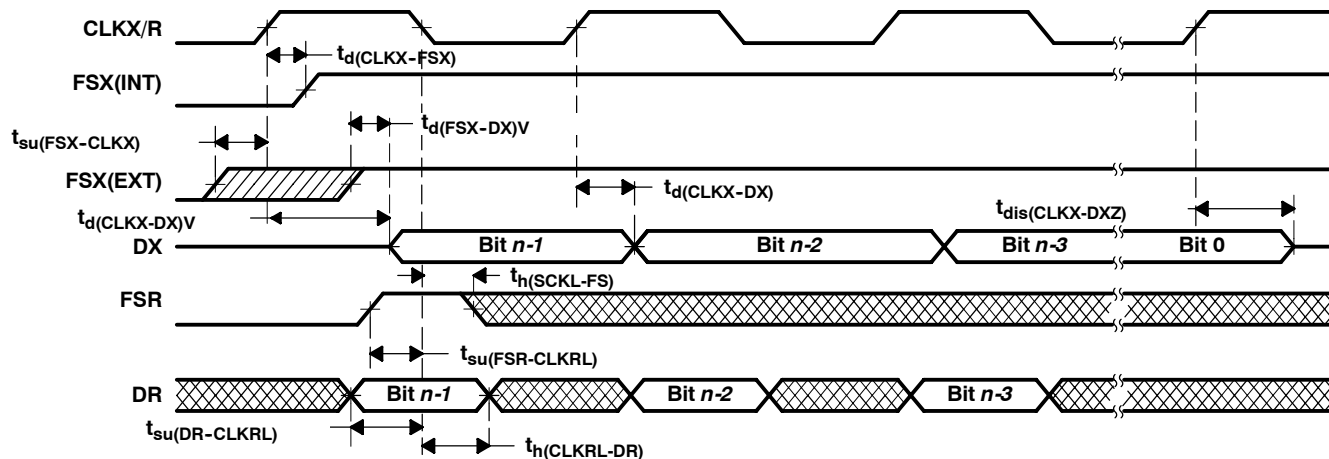 CLKX/R
td(CLKX-FSX)
FSX(INT)
tsu(FSX-CLKX)
td(FSX-DX)V
FSX(EXT)
td(CLKX-DX)
td(CLKX-DX)V
tdis(CLKX-DXZ)
DX
Bit n-1
Bit n-2
Bit n-3
Bit 0
th(SCKL-FS)
FSR
tsu(FSR-CLKRL)
DR
Bit n-1
Bit n-2
Bit n-3
tsu(DR-CLKRL)
th(CLKRL-DR)